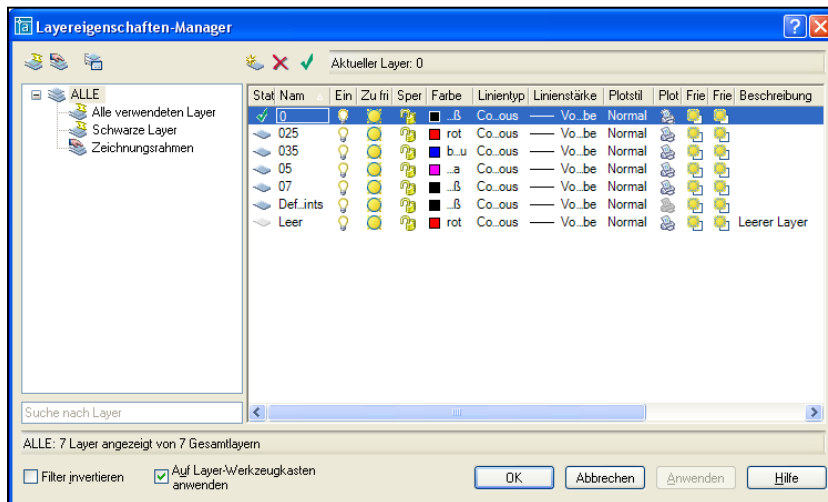 Layereigenschaften-Manager
Aktueller Layer: 0
ALLE
Alle verwendeten Layer
Schwarze Layer
Zeichnungsrahmen
Stat Nam Ein Zu fri Sper Farbe Linientyp Linienstärke Plotstil Plot Frie Frie Beschreibung
0 ...ß Co...ous Vo...be Normal
025 rot Co...ous Vo...be Normal
035 b...u Co...ous Vo...be Normal
05 ...a Co...ous Vo...be Normal
07 ...ß Co...ous Vo...be Normal
Def...ints ...ß Co...ous Vo...be Normal
Leer rot Co...ous Vo...be Normal Leerer Layer
Suche nach Layer
ALLE: 7 Layer angezeigt von 7 Gesamtlayern
Filter invertieren
Auf Layer-Werkzeugkasten
anwenden
OK Abbrechen Anwenden Hilfe